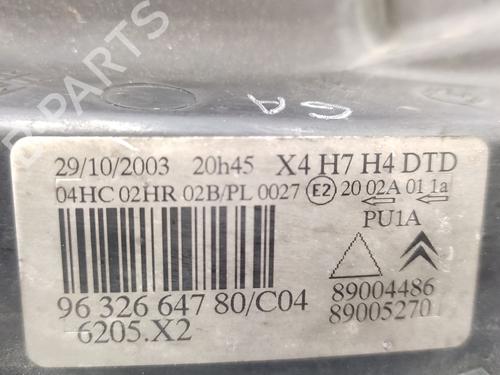 B PARTS
29/10/2003 20h45 X4 H7 H4 DTD
04HC 02HR 02B/PL 0027 E2 20 02A 01 1a
PU1A
96 326 647 80/C04 89004486
6205.X2 89005270